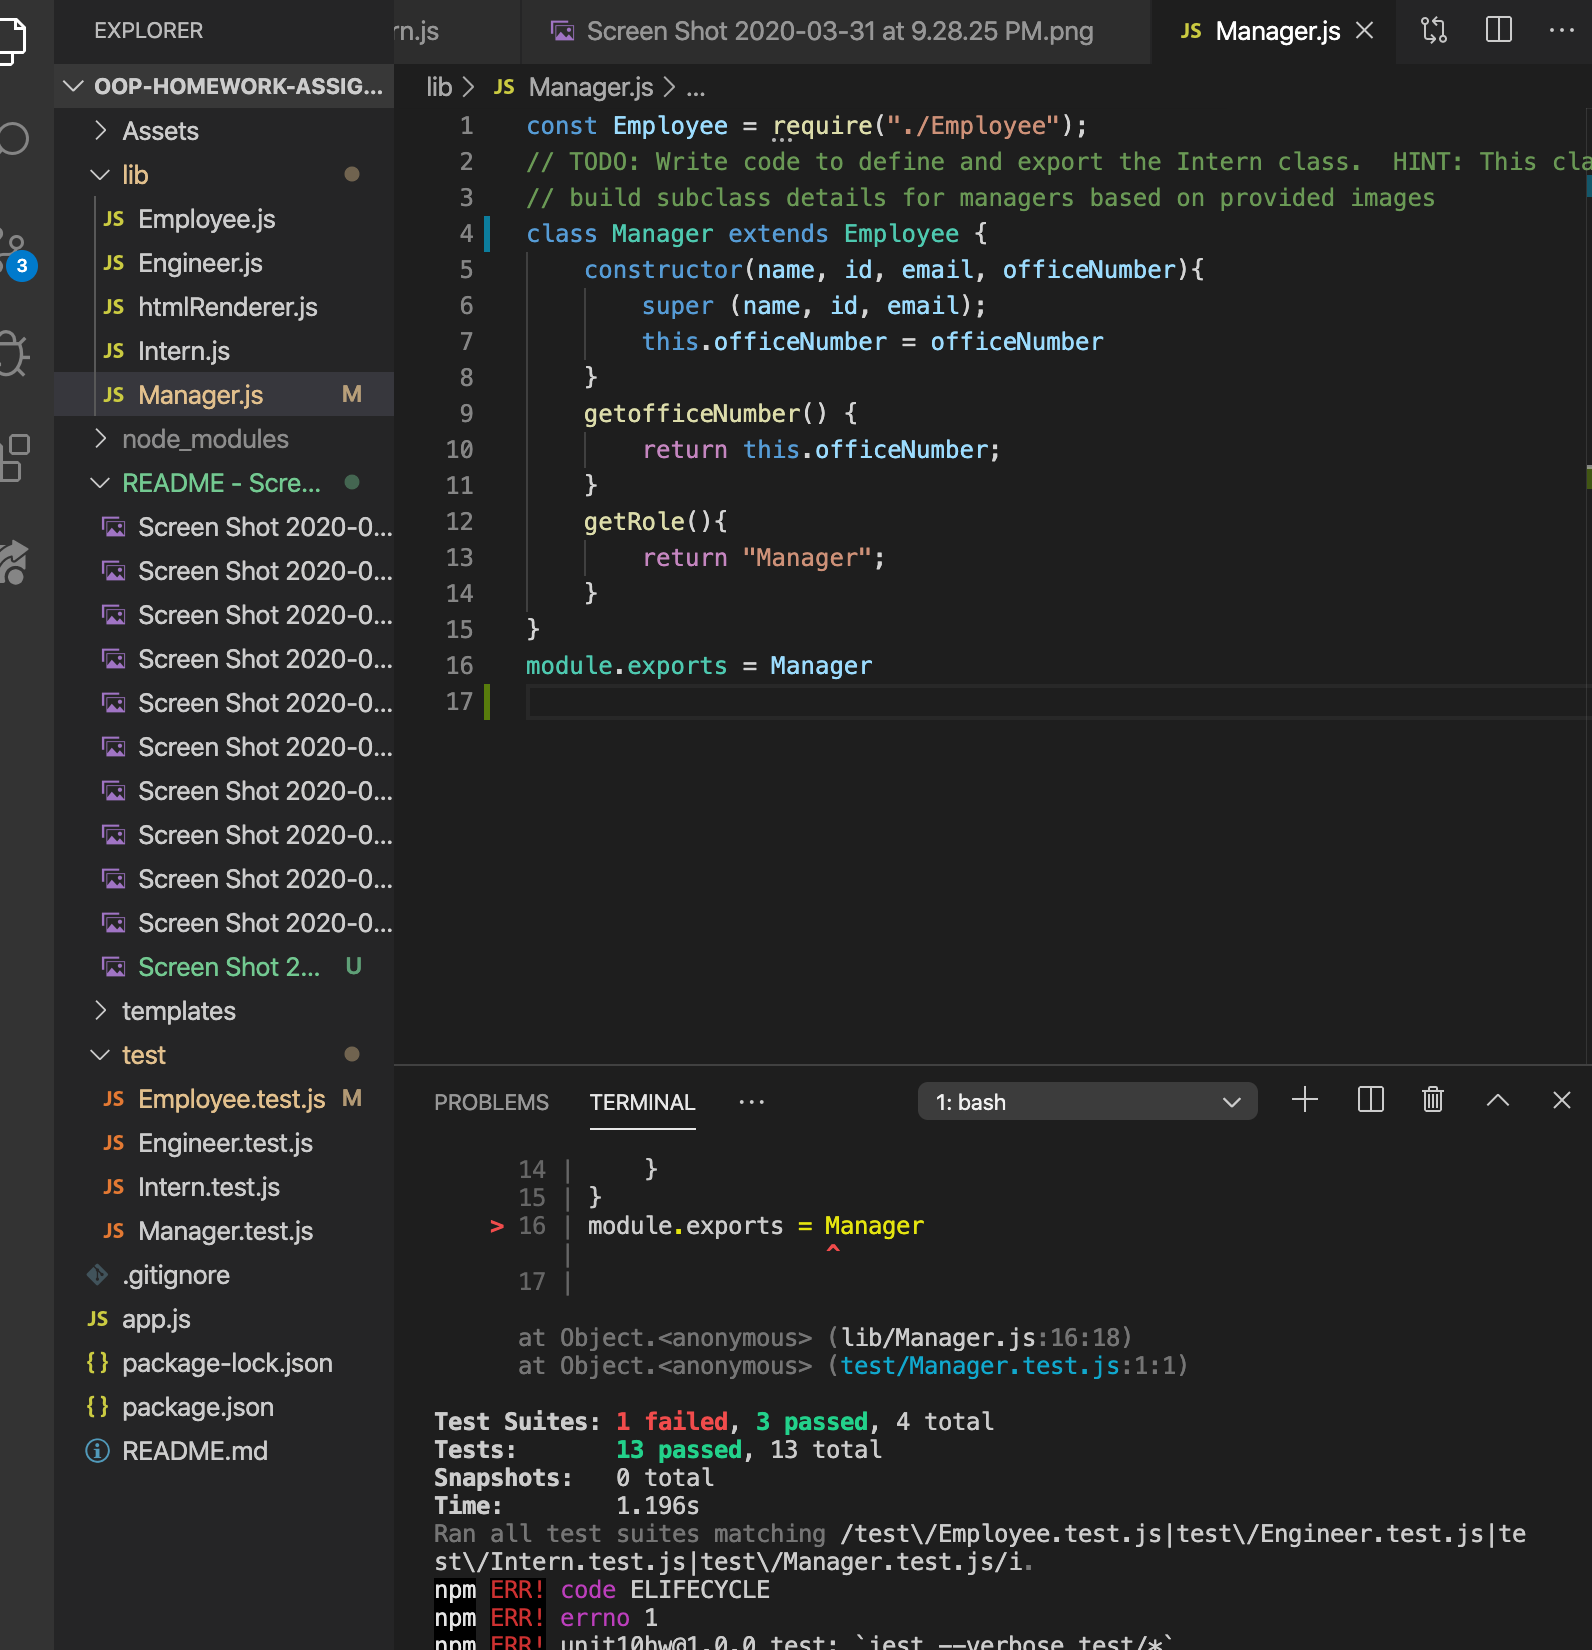 EXPLORER
OOP-HOMEWORK-ASSIG...
Assets
lib
JS Employee.js
JS Engineer.js
JS htmlRenderer.js
JS Intern.js
JS Manager.js M
node_modules
README - Scre...
Screen Shot 2020-0...
Screen Shot 2020-0...
Screen Shot 2020-0...
Screen Shot 2020-0...
Screen Shot 2020-0...
Screen Shot 2020-0...
Screen Shot 2020-0...
Screen Shot 2020-0...
Screen Shot 2020-0...
Screen Shot 2020-0...
Screen Shot 2... U
templates
test
JS Employee.test.js M
JS Engineer.test.js
JS Intern.test.js
JS Manager.test.js
.gitignore
JS app.js
{} package-lock.json
{} package.json
README.md
3
rn.js
Screen Shot 2020-03-31 at 9.28.25 PM.png
JS Manager.js
lib > JS Manager.js > ...
1 const Employee = require("./Employee");
2 // TODO: Write code to define and export the Intern class.  HINT: This cla
3 // build subclass details for managers based on provided images
4 class Manager extends Employee {
5     constructor(name, id, email, officeNumber){
6         super (name, id, email);
7         this.officeNumber = officeNumber
8     }
9     getofficeNumber() {
10         return this.officeNumber;
11     }
12     getRole(){
13         return "Manager";
14     }
15 }
16 module.exports = Manager
17
PROBLEMS TERMINAL ... 1: bash
14 |     }
15 | }
> 16 | module.exports = Manager
|                  ^
17 |
at Object.<anonymous> (lib/Manager.js:16:18)
at Object.<anonymous> (test/Manager.test.js:1:1)
Test Suites: 1 failed, 3 passed, 4 total
Tests: 13 passed, 13 total
Snapshots: 0 total
Time: 1.196s
Ran all test suites matching /test\/Employee.test.js|test\/Engineer.test.js|te
st\/Intern.test.js|test\/Manager.test.js/i.
npm ERR! code ELIFECYCLE
npm ERR! errno 1
npm ERR! unit10hw@1.0.0 test: `jest --verbose test/*`